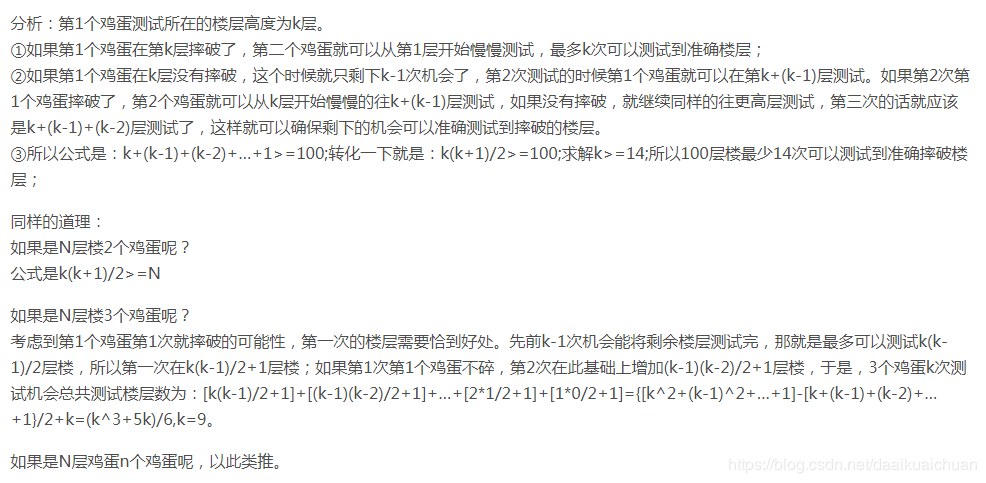 分析：第1个鸡蛋测试所在的楼层高度为k层。
①如果第1个鸡蛋在第k层摔破了，第二个鸡蛋就可以从第1层开始慢慢测试，最多k次可以测试到准确楼层；
②如果第1个鸡蛋在k层没有摔破，这个时候就只剩下k-1次机会了，第2次测试的时候第1个鸡蛋就可以在第k+(k-1)层测试。如果第2次第
1个鸡蛋摔破了，第2个鸡蛋就可以从k层开始慢慢的往k+(k-1)层测试，如果没有摔破，就继续同样的往更高层测试，第三次的话就应该
是k+(k-1)+(k-2)层测试了，这样就可以确保剩下的机会可以准确测试到摔破的楼层。
③所以公式是：k+(k-1)+(k-2)+...+1>=100;转化一下就是：k(k+1)/2>=100;求解k>=14;所以100层楼最少14次可以测试到准确摔破楼
层；
同样的道理：
如果是N层楼2个鸡蛋呢？
公式是k(k+1)/2>=N
如果是N层楼3个鸡蛋呢？
考虑到第1个鸡蛋第1次就摔破的可能性，第一次的楼层需要恰到好处。先前k-1次机会能将剩余楼层测试完，那就是最多可以测试k(k-
1)/2层楼，所以第一次在k(k-1)/2+1层楼；如果第1次第1个鸡蛋不碎，第2次在此基础上增加(k-1)(k-2)/2+1层楼，于是，3个鸡蛋k次测
试机会总共测试楼层数为：[k(k-1)/2+1]+[(k-1)(k-2)/2+1]+...+[2*1/2+1]+[1*0/2+1]={[k^2+(k-1)^2+...+1]-[k+(k-1)+(k-2)+...
+1}/2+k=(k^3+5k)/6,k=9。
如果是N层鸡蛋n个鸡蛋呢，以此类推。
https://blog.csdn.net/daaikuaichuan